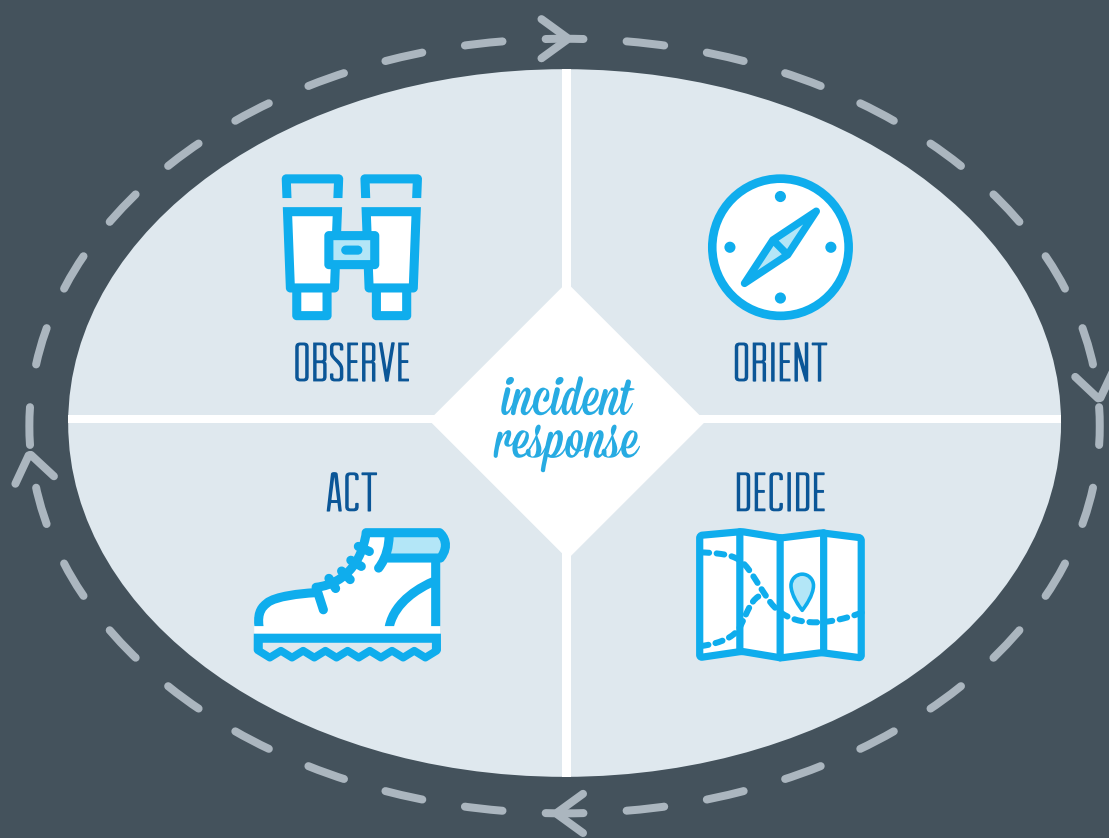 OBSERVE
ORIENT
incident
response
ACT
DECIDE